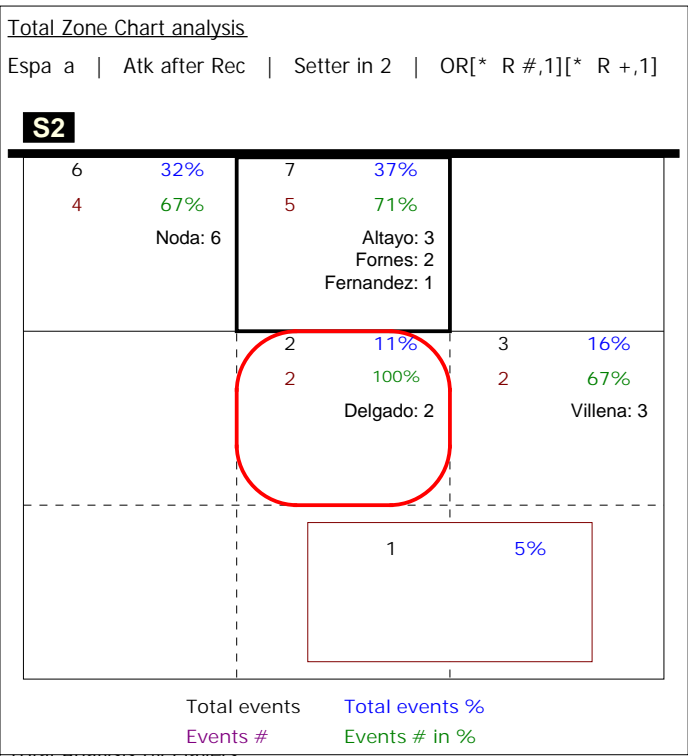 Total Zone Chart analysis
Espa a | Atk after Rec | Setter in 2 | OR[* R #,1][* R +,1]
S2
6 32% 7 37%
4 67% 5 71%
Noda: 6 Altayo: 3
Fornes: 2
Fernandez: 1
2 11% 3 16%
2 100% 2 67%
Delgado: 2 Villena: 3
1 5%
Total events Total events %
Events # Events # in %